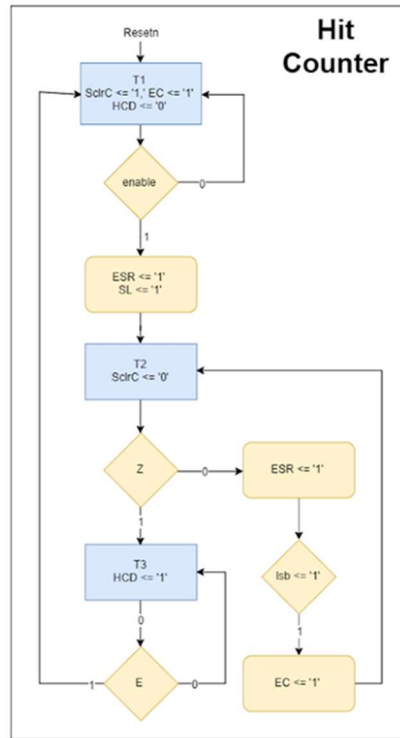 Hit
Counter
Resetn
T1
SclrC <= '1,' EC <= '1'
HCD <= '0'
enable
0
1
ESR <= '1'
SL <= '1'
T2
SclrC <= '0'
Z
0
ESR <= '1'
1
T3
HCD <= '1'
lsb <= '1'
0
1
E
1
0
EC <= '1'